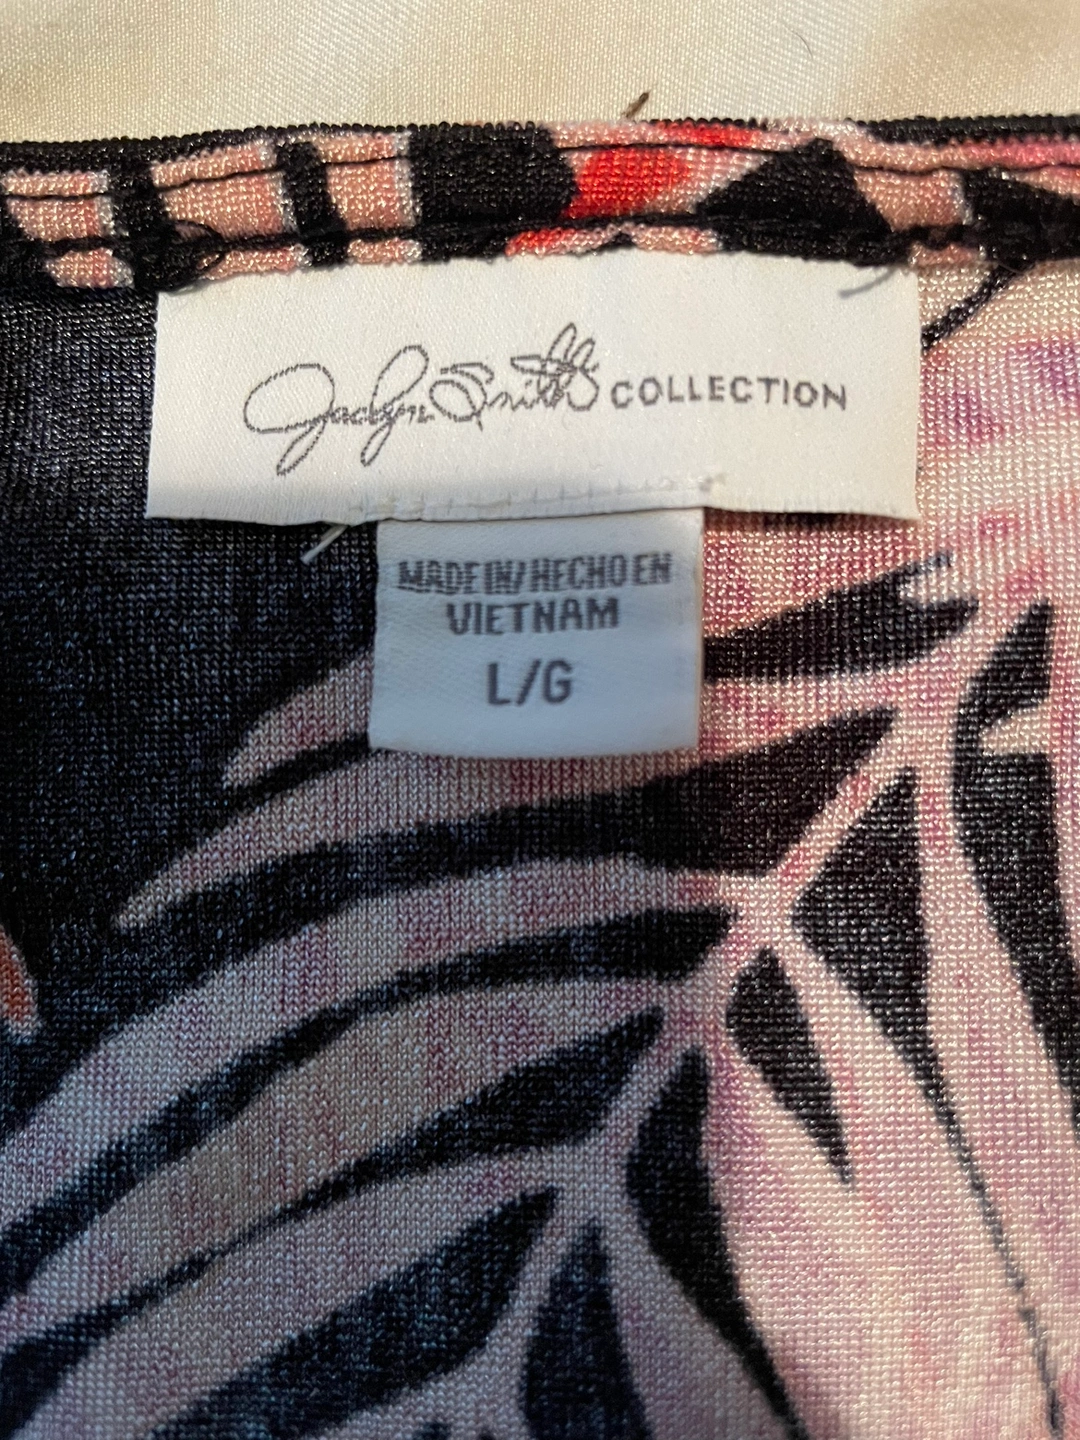 Jaclyn Smith COLLECTION
MADE IN/HECHO EN
VIETNAM
L/G